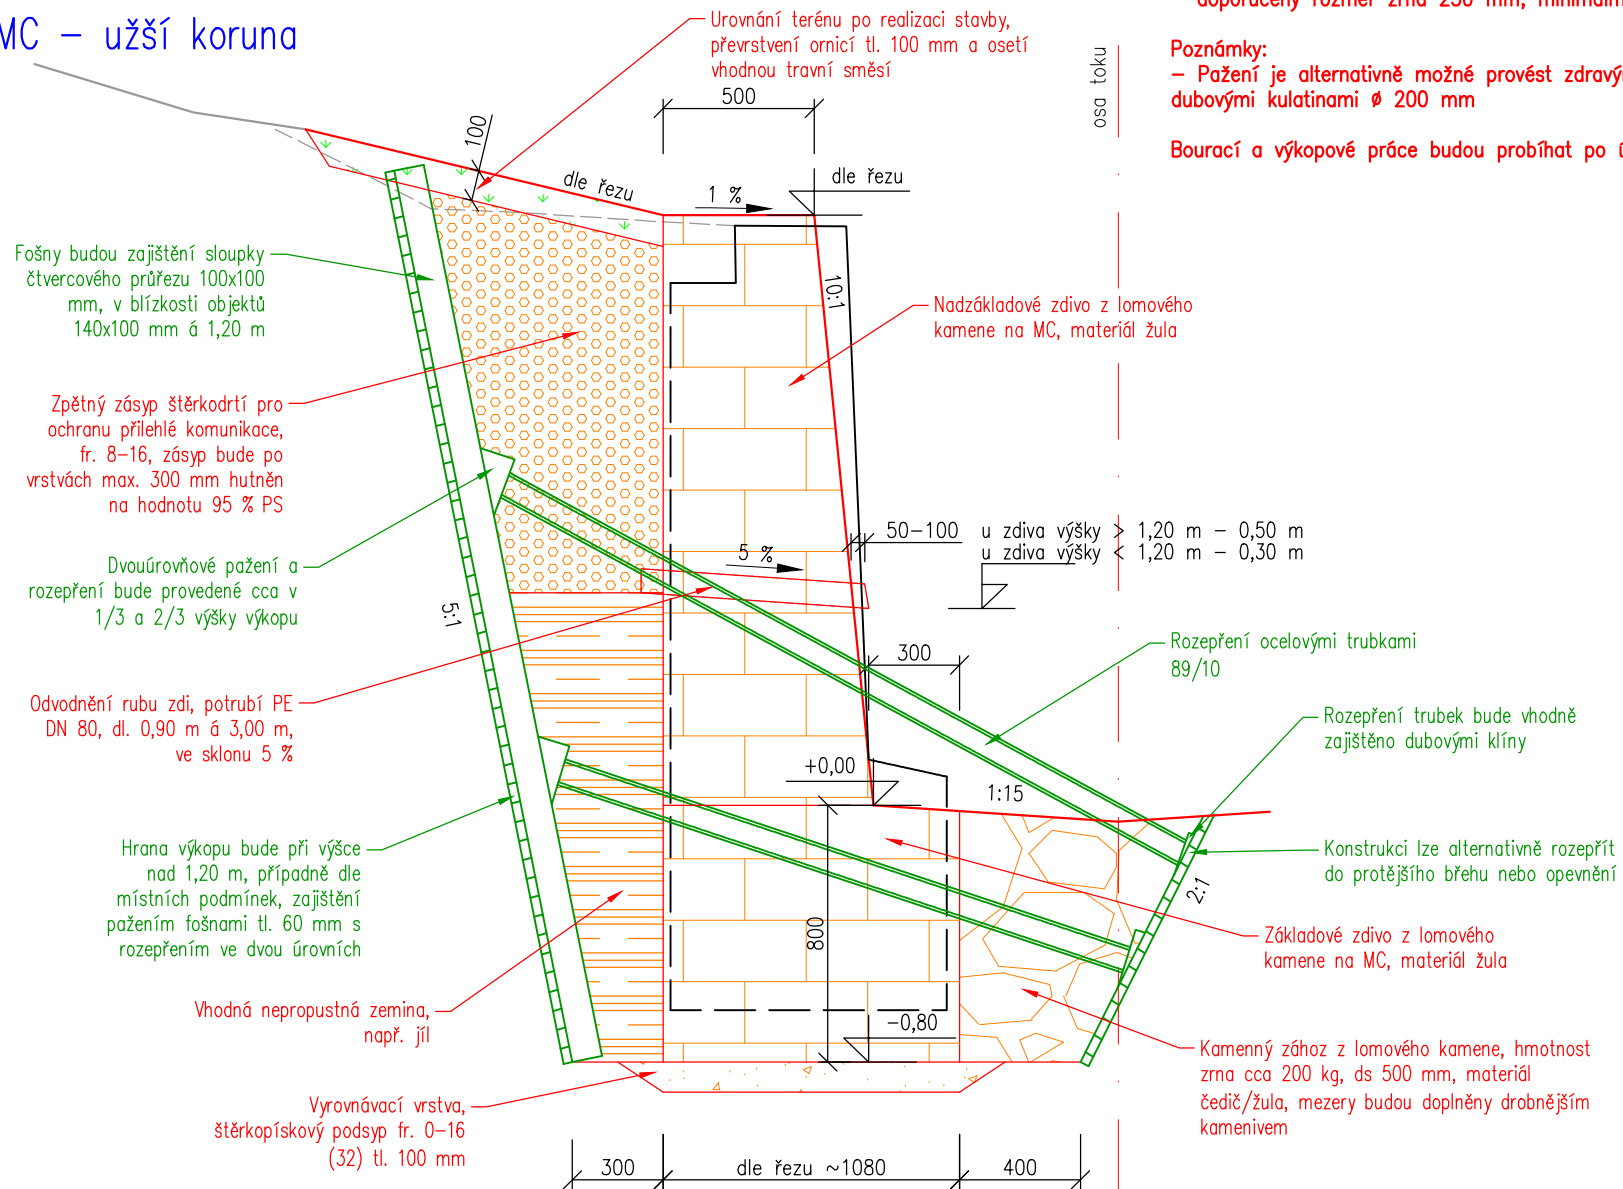 MC – užší koruna
Urovnání terénu po realizaci stavby,
převrstvení ornicí tl. 100 mm a osetí
vhodnou travní směsí
doporučený rozměr zrna 250 mm,
Poznámky:
– Pažení je alternativně možné provést
dubovými kulatinami ø 200 mm
Bourací a výkopové práce budou probíhat po
osa toku
500
100
dle řezu
1 %
dle řezu
10:1
Fošny budou zajištění sloupky
čtvercového průřezu 100x100
mm, v blízkosti objektů
140x100 mm á 1,20 m
Nadzákladové zdivo z lomového
kamene na MC, materiál žula
Zpětný zásyp štěrkodrtí pro
ochranu přilehlé komunikace,
fr. 8–16, zásyp bude po
vrstvách max. 300 mm hutněn
na hodnotu 95 % PS
50–100
u zdiva výšky > 1,20 m – 0,50 m
u zdiva výšky < 1,20 m – 0,30 m
5 %
Dvouúrovňové pažení a
rozepření bude provedené cca v
1/3 a 2/3 výšky výkopu
5:1
300
Rozepření ocelovými trubkami
89/10
Odvodnění rubu zdi, potrubí PE
DN 80, dl. 0,90 m á 3,00 m,
ve sklonu 5 %
Rozepření trubek bude vhodně
zajištěno dubovými klíny
+0,00
1:15
Hrana výkopu bude při výšce
nad 1,20 m, případně dle
místních podmínek, zajištění
pažením fošnami tl. 60 mm s
rozepřením ve dvou úrovních
Konstrukci lze alternativně rozepřít
do protějšího břehu nebo opevnění
2:1
800
Základové zdivo z lomového
kamene na MC, materiál žula
Vhodná nepropustná zemina,
např. jíl
–0,80
Kamenný zához z lomového kamene, hmotnost
zrna cca 200 kg, ds 500 mm, materiál
čedič/žula, mezery budou doplněny drobnějším
kamenivem
Vyrovnávací vrstva,
štěrkopískový podsyp fr. 0–16
(32) tl. 100 mm
300
dle řezu ~1080
400